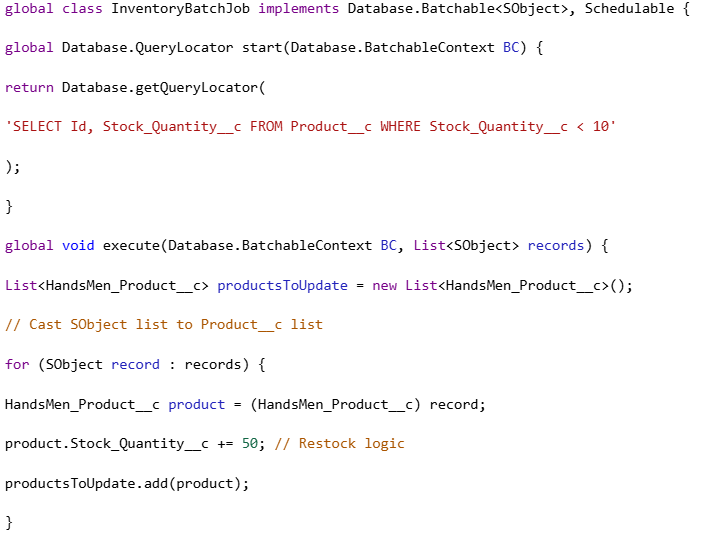 global class InventoryBatchJob implements Database.Batchable<SObject>, Schedulable {
global Database.QueryLocator start(Database.BatchableContext BC) {
return Database.getQueryLocator(
'SELECT Id, Stock_Quantity__c FROM Product__c WHERE Stock_Quantity__c < 10'
);
}
global void execute(Database.BatchableContext BC, List<SObject> records) {
List<HandsMen_Product__c> productsToUpdate = new List<HandsMen_Product__c>();
// Cast SObject list to Product__c list
for (SObject record : records) {
HandsMen_Product__c product = (HandsMen_Product__c) record;
product.Stock_Quantity__c += 50; // Restock logic
productsToUpdate.add(product);
}